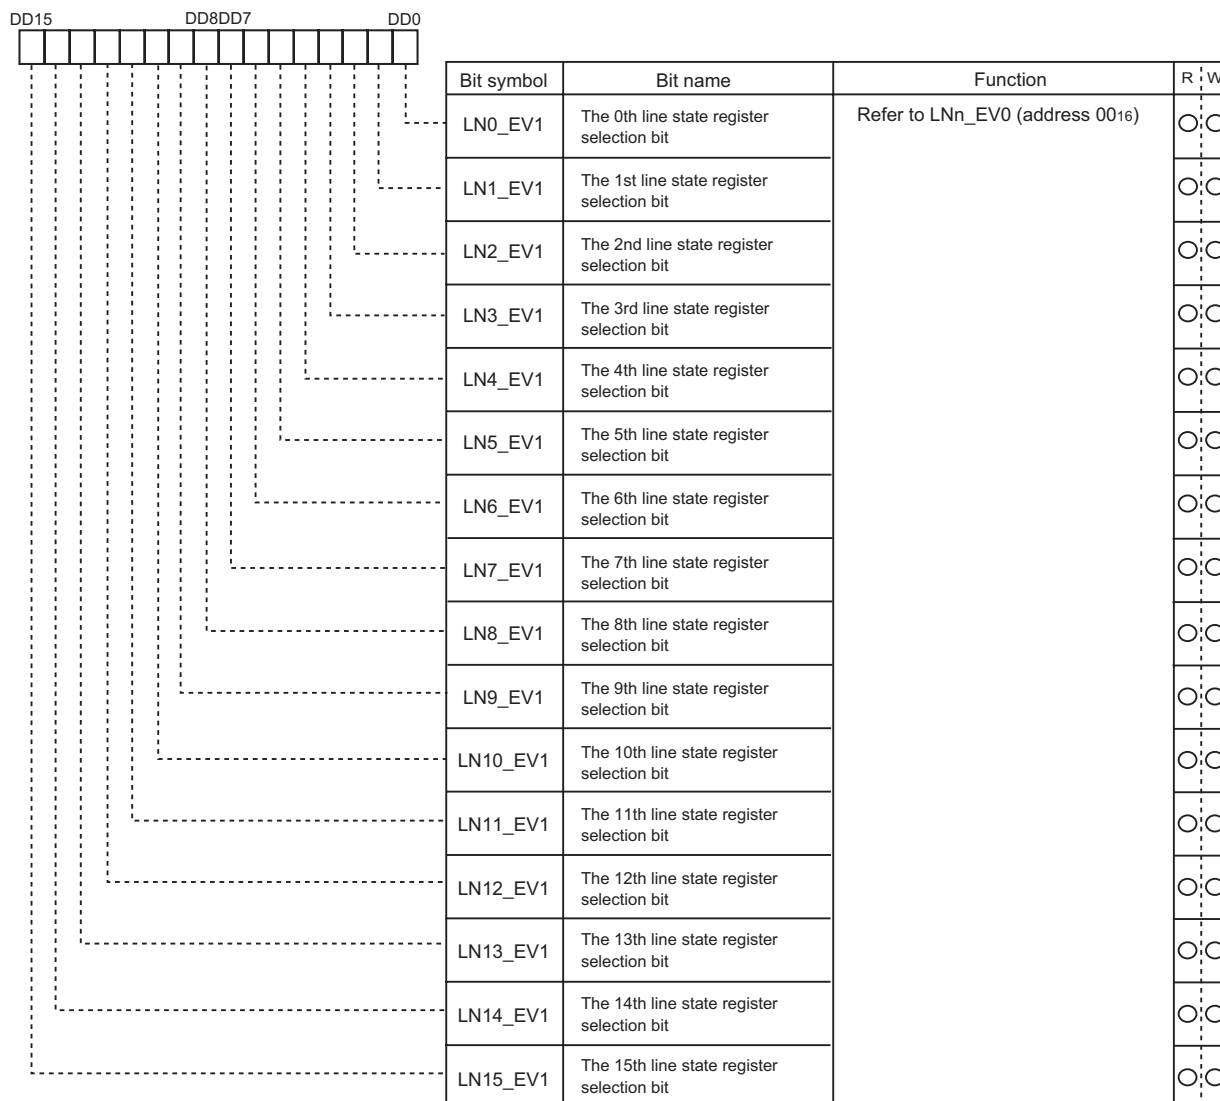 DD15 DD8DD7 DD0
Bit symbol Bit name Function R W
LN0_EV1 The 0th line state register selection bit Refer to LNn_EV0 (address 0016)
LN1_EV1 The 1st line state register selection bit
LN2_EV1 The 2nd line state register selection bit
LN3_EV1 The 3rd line state register selection bit
LN4_EV1 The 4th line state register selection bit
LN5_EV1 The 5th line state register selection bit
LN6_EV1 The 6th line state register selection bit
LN7_EV1 The 7th line state register selection bit
LN8_EV1 The 8th line state register selection bit
LN9_EV1 The 9th line state register selection bit
LN10_EV1 The 10th line state register selection bit
LN11_EV1 The 11th line state register selection bit
LN12_EV1 The 12th line state register selection bit
LN13_EV1 The 13th line state register selection bit
LN14_EV1 The 14th line state register selection bit
LN15_EV1 The 15th line state register selection bit